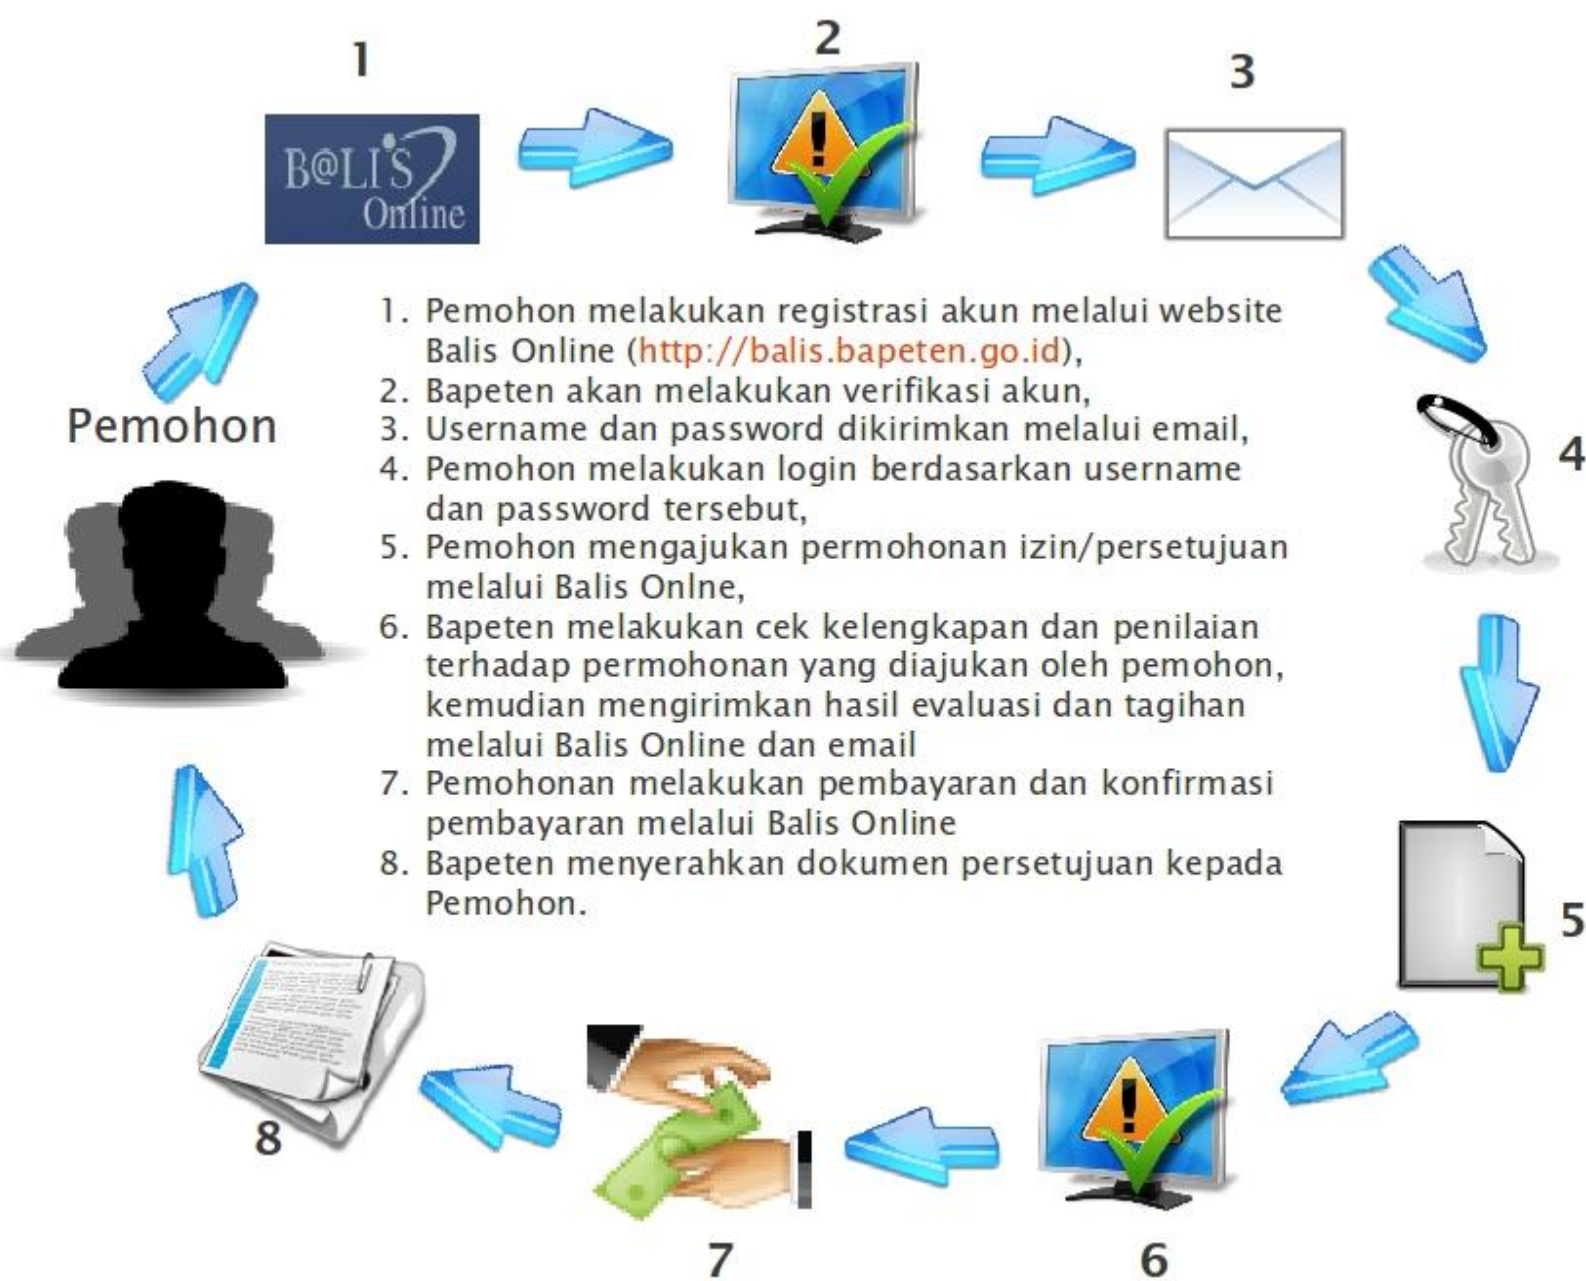 1
2
3
B@LIS
Online
1. Pemohon melakukan registrasi akun melalui website
Balis Online (http://balis.bapeten.go.id),
2. Bapeten akan melakukan verifikasi akun,
3. Username dan password dikirimkan melalui email,
4. Pemohon melakukan login berdasarkan username
dan password tersebut,
5. Pemohon mengajukan permohonan izin/persetujuan
melalui Balis Onlne,
6. Bapeten melakukan cek kelengkapan dan penilaian
terhadap permohonan yang diajukan oleh pemohon,
kemudian mengirimkan hasil evaluasi dan tagihan
melalui Balis Online dan email
7. Pemohonan melakukan pembayaran dan konfirmasi
pembayaran melalui Balis Online
8. Bapeten menyerahkan dokumen persetujuan kepada
Pemohon.
Pemohon
4
5
6
7
8